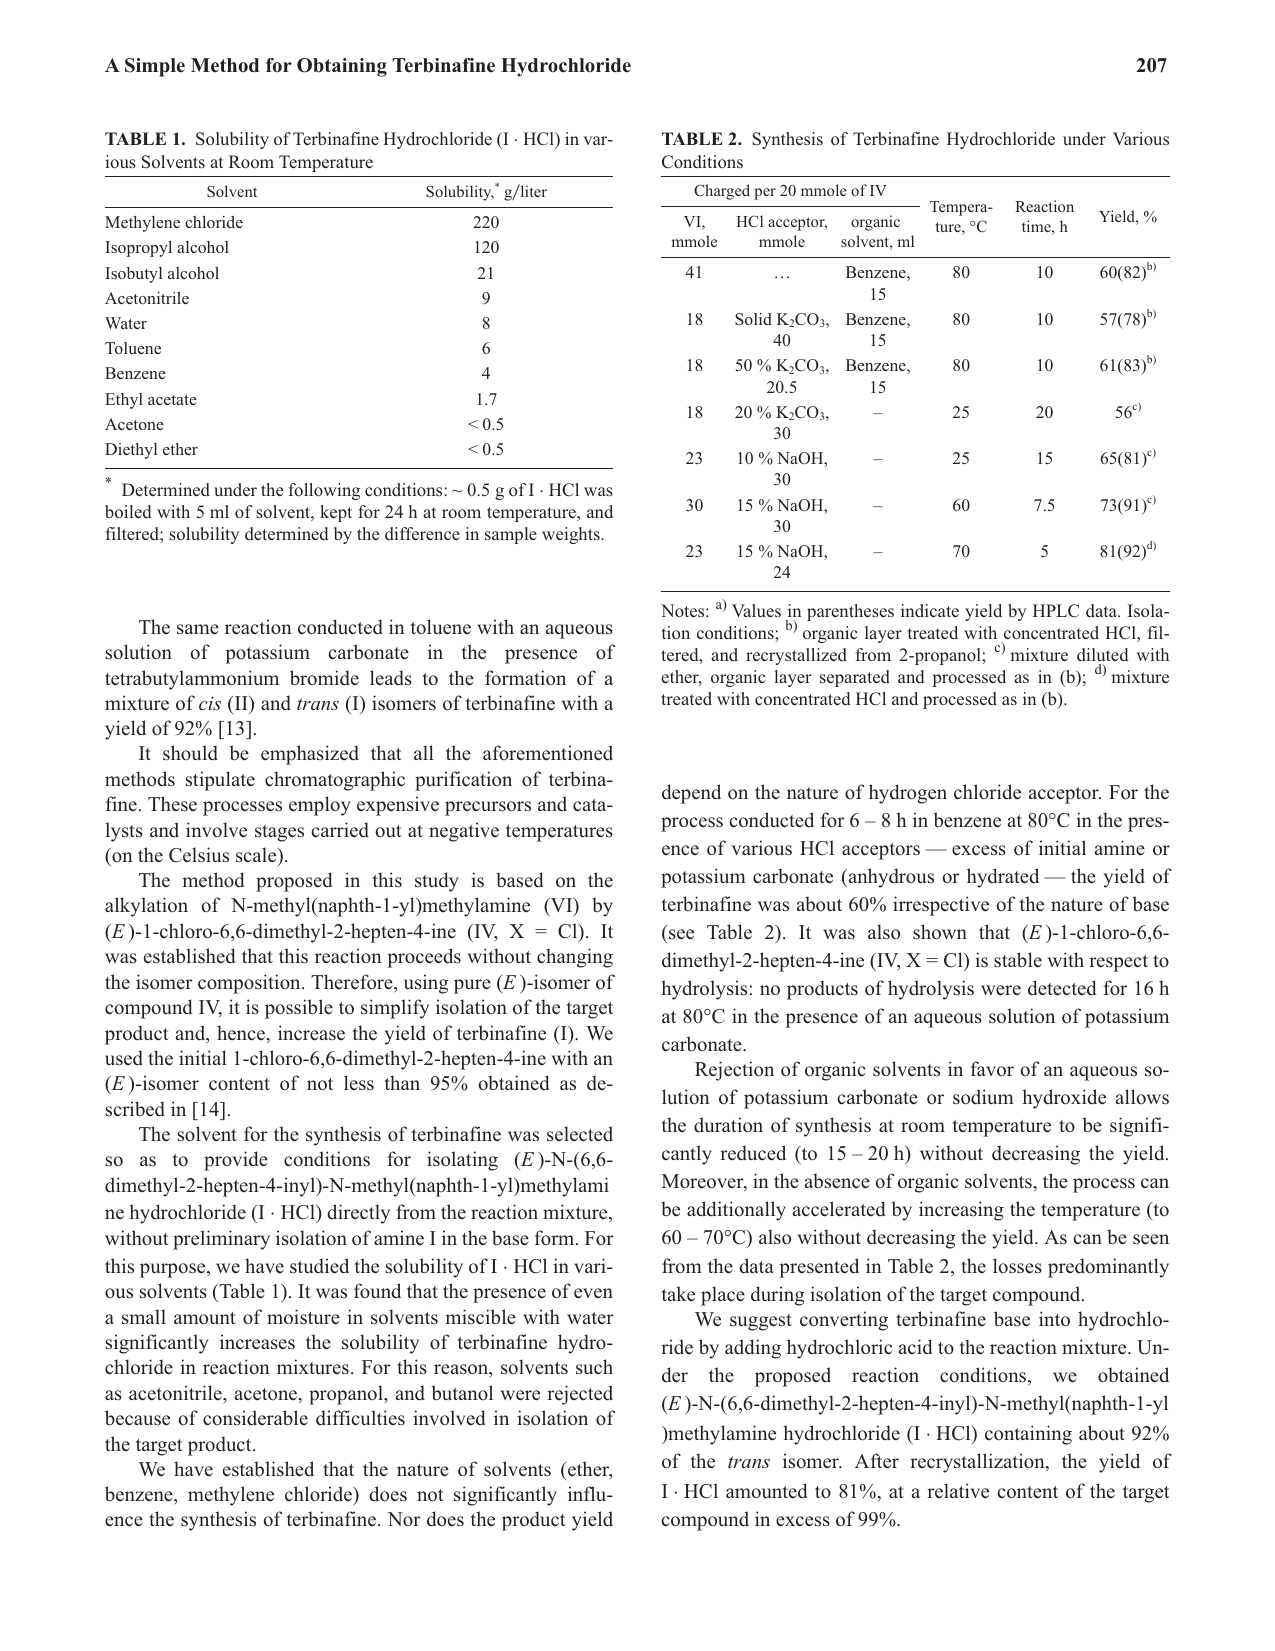 A Simple Method for Obtaining Terbinafine Hydrochloride 207
TABLE 1. Solubility of Terbinafine Hydrochloride (I · HCl) in var-
ious Solvents at Room Temperature
Solvent Solubility,* g/liter
Methylene chloride 220
Isopropyl alcohol 120
Isobutyl alcohol 21
Acetonitrile 9
Water 8
Toluene 6
Benzene 4
Ethyl acetate 1.7
Acetone < 0.5
Diethyl ether < 0.5
* Determined under the following conditions: ~ 0.5 g of I · HCl was
boiled with 5 ml of solvent, kept for 24 h at room temperature, and
filtered; solubility determined by the difference in sample weights.
The same reaction conducted in toluene with an aqueous
solution of potassium carbonate in the presence of
tetrabutylammonium bromide leads to the formation of a
mixture of cis (II) and trans (I) isomers of terbinafine with a
yield of 92% [13].
It should be emphasized that all the aforementioned
methods stipulate chromatographic purification of terbina-
fine. These processes employ expensive precursors and cata-
lysts and involve stages carried out at negative temperatures
(on the Celsius scale).
The method proposed in this study is based on the
alkylation of N-methyl(naphth-1-yl)methylamine (VI) by
(E )-1-chloro-6,6-dimethyl-2-hepten-4-ine (IV, X = Cl). It
was established that this reaction proceeds without changing
the isomer composition. Therefore, using pure (E )-isomer of
compound IV, it is possible to simplify isolation of the target
product and, hence, increase the yield of terbinafine (I). We
used the initial 1-chloro-6,6-dimethyl-2-hepten-4-ine with an
(E )-isomer content of not less than 95% obtained as de-
scribed in [14].
The solvent for the synthesis of terbinafine was selected
so as to provide conditions for isolating (E )-N-(6,6-
dimethyl-2-hepten-4-inyl)-N-methyl(naphth-1-yl)methylami
ne hydrochloride (I · HCl) directly from the reaction mixture,
without preliminary isolation of amine I in the base form. For
this purpose, we have studied the solubility of I · HCl in vari-
ous solvents (Table 1). It was found that the presence of even
a small amount of moisture in solvents miscible with water
significantly increases the solubility of terbinafine hydro-
chloride in reaction mixtures. For this reason, solvents such
as acetonitrile, acetone, propanol, and butanol were rejected
because of considerable difficulties involved in isolation of
the target product.
We have established that the nature of solvents (ether,
benzene, methylene chloride) does not significantly influ-
ence the synthesis of terbinafine. Nor does the product yield
TABLE 2. Synthesis of Terbinafine Hydrochloride under Various
Conditions
Charged per 20 mmole of IV
Tempera- Reaction
ture, °C time, h Yield, %
VI, HCl acceptor, organic
mmole mmole solvent, ml
41 … Benzene, 80 10 60(82)b)
15
18 Solid K2CO3, Benzene, 80 10 57(78)b)
40 15
18 50 % K2CO3, Benzene, 80 10 61(83)b)
20.5 15
18 20 % K2CO3, – 25 20 56c)
30
23 10 % NaOH, – 25 15 65(81)c)
30
30 15 % NaOH, – 60 7.5 73(91)c)
30
23 15 % NaOH, – 70 5 81(92)d)
24
Notes: a) Values in parentheses indicate yield by HPLC data. Isola-
tion conditions; b) organic layer treated with concentrated HCl, fil-
tered, and recrystallized from 2-propanol; c) mixture diluted with
ether, organic layer separated and processed as in (b); d) mixture
treated with concentrated HCl and processed as in (b).
depend on the nature of hydrogen chloride acceptor. For the
process conducted for 6 – 8 h in benzene at 80°C in the pres-
ence of various HCl acceptors — excess of initial amine or
potassium carbonate (anhydrous or hydrated — the yield of
terbinafine was about 60% irrespective of the nature of base
(see Table 2). It was also shown that (E )-1-chloro-6,6-
dimethyl-2-hepten-4-ine (IV, X = Cl) is stable with respect to
hydrolysis: no products of hydrolysis were detected for 16 h
at 80°C in the presence of an aqueous solution of potassium
carbonate.
Rejection of organic solvents in favor of an aqueous so-
lution of potassium carbonate or sodium hydroxide allows
the duration of synthesis at room temperature to be signifi-
cantly reduced (to 15 – 20 h) without decreasing the yield.
Moreover, in the absence of organic solvents, the process can
be additionally accelerated by increasing the temperature (to
60 – 70°C) also without decreasing the yield. As can be seen
from the data presented in Table 2, the losses predominantly
take place during isolation of the target compound.
We suggest converting terbinafine base into hydrochlo-
ride by adding hydrochloric acid to the reaction mixture. Un-
der the proposed reaction conditions, we obtained
(E )-N-(6,6-dimethyl-2-hepten-4-inyl)-N-methyl(naphth-1-yl
)methylamine hydrochloride (I · HCl) containing about 92%
of the trans isomer. After recrystallization, the yield of
I · HCl amounted to 81%, at a relative content of the target
compound in excess of 99%.